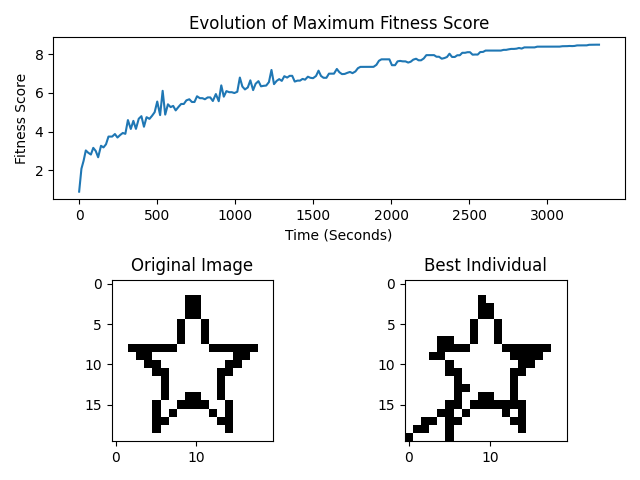 Evolution of Maximum Fitness Score
Fitness Score
8
6
4
2
0 500 1000 1500 2000 2500 3000
Time (Seconds)
Original Image
0
5
10
15
0 10
Best Individual
0
5
10
15
0 10